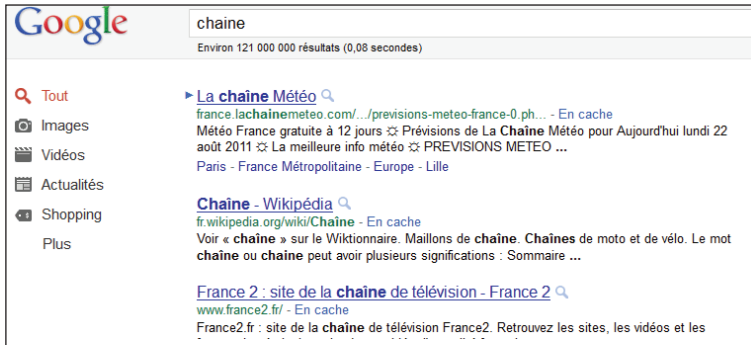 Google
chaine
Environ 121 000 000 résultats (0,08 secondes)
Tout
Images
Vidéos
Actualités
Shopping
Plus
La chaîne Météo
france.lachainemeteo.com/.../previsions-meteo-france-0.ph... - En cache
Météo France gratuite à 12 jours ☼ Prévisions de La Chaîne Météo pour Aujourd'hui lundi 22
août 2011 ☼ La meilleure info météo ☼ PREVISIONS METEO ...
Paris - France Métropolitaine - Europe - Lille
Chaîne - Wikipédia
fr.wikipedia.org/wiki/Chaîne - En cache
Voir « chaîne » sur le Wiktionnaire. Maillons de chaîne. Chaînes de moto et de vélo. Le mot
chaîne ou chaine peut avoir plusieurs significations : Sommaire ...
France 2 : site de la chaîne de télévision - France 2
www.france2.fr/ - En cache
France2.fr : site de la chaîne de télévision France2. Retrouvez les sites, les vidéos et les